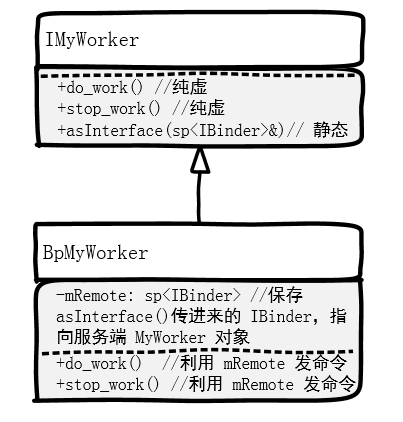 IMyWorker
+do_work() //纯虚
+stop_work() //纯虚
+asInterface(sp<IBinder>&)// 静态
BpMyWorker
-mRemote: sp<IBinder> //保存
asInterface()传进来的 IBinder，指
向服务端 MyWorker 对象
+do_work()  //利用 mRemote 发命令
+stop_work() //利用 mRemote 发命令